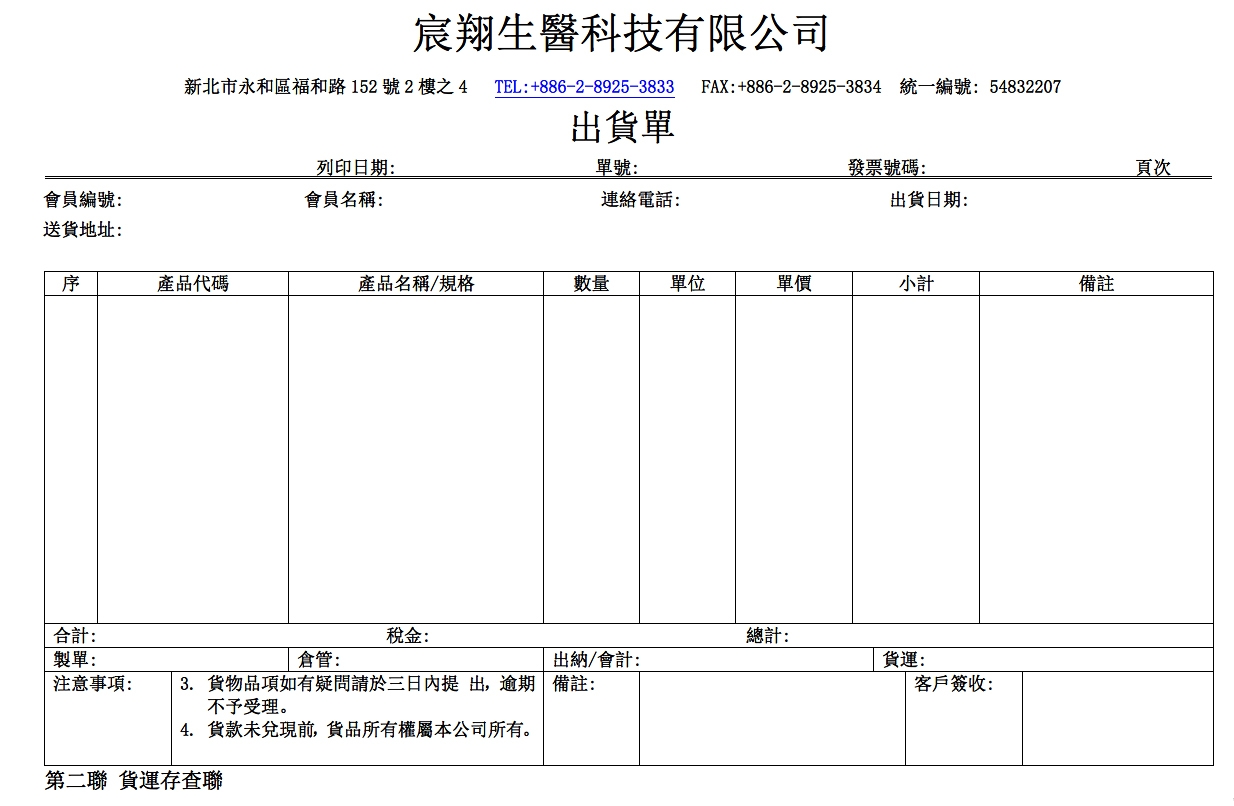 宸翔生醫科技有限公司
新北市永和區福和路 152 號 2 樓之 4 TEL:+886-2-8925-3833 FAX:+886-2-8925-3834 統一編號: 54832207
出貨單
列印日期: 單號: 發票號碼: 頁次
會員編號: 會員名稱: 連絡電話: 出貨日期:
送貨地址:
序 產品代碼 產品名稱/規格 數量 單位 單價 小計 備註
合計: 稅金: 總計:
製單: 倉管: 出納/會計: 貨運:
注意事項: 3. 貨物品項如有疑問請於三日內提 出,逾期 備註: 客戶簽收:
不予受理。
4. 貨款未兌現前,貨品所有權屬本公司所有。
第二聯 貨運存查聯